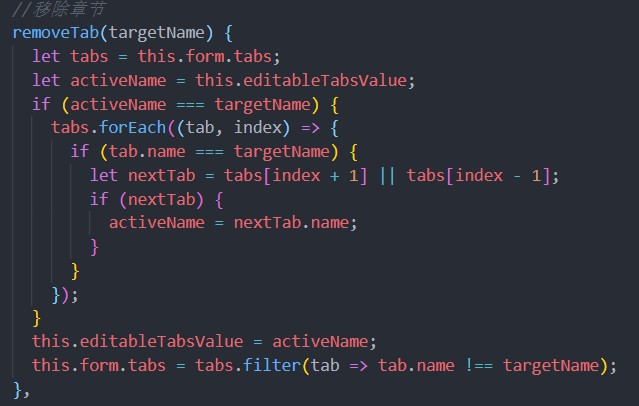 //移除章节
removeTab(targetName) {
let tabs = this.form.tabs;
let activeName = this.editableTabsValue;
if (activeName === targetName) {
tabs.forEach((tab, index) => {
if (tab.name === targetName) {
let nextTab = tabs[index + 1] || tabs[index - 1];
if (nextTab) {
activeName = nextTab.name;
}
}
});
}
this.editableTabsValue = activeName;
this.form.tabs = tabs.filter(tab => tab.name !== targetName);
},